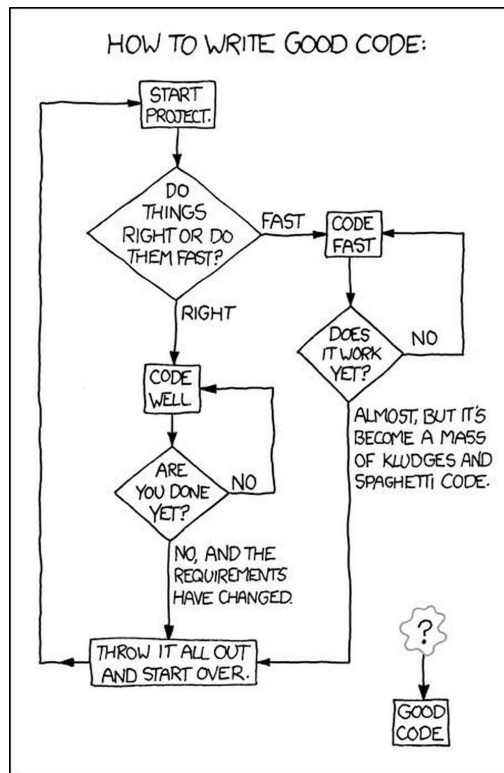 HOW TO WRITE GOOD CODE:
START
PROJECT.
DO
THINGS
RIGHT OR DO
THEM FAST?
FAST
CODE
FAST
RIGHT
DOES
IT WORK
YET?
NO
CODE
WELL
ALMOST, BUT IT'S
BECOME A MASS
OF KLUDGES AND
SPAGHETTI CODE.
ARE
YOU DONE
YET?
NO
NO, AND THE
REQUIREMENTS
HAVE CHANGED.
THROW IT ALL OUT
AND START OVER.
?
GOOD
CODE